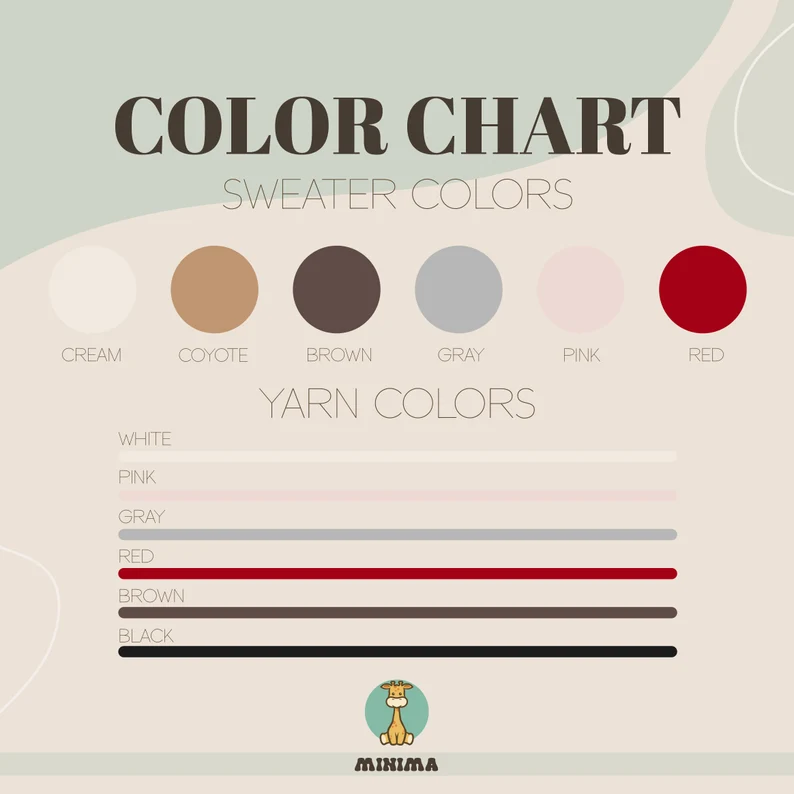 COLOR CHART
SWEATER COLORS
CREAM COYOTE BROWN GRAY PINK RED
YARN COLORS
WHITE
PINK
GRAY
RED
BROWN
BLACK
MINIMA